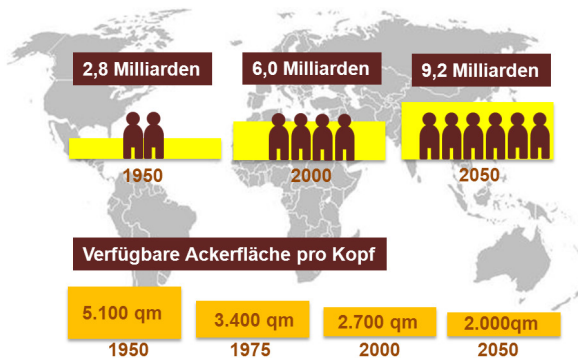 2,8 Milliarden 6,0 Milliarden 9,2 Milliarden
1950 2000 2050
Verfügbare Ackerfläche pro Kopf
5.100 qm 3.400 qm 2.700 qm 2.000qm
1950 1975 2000 2050